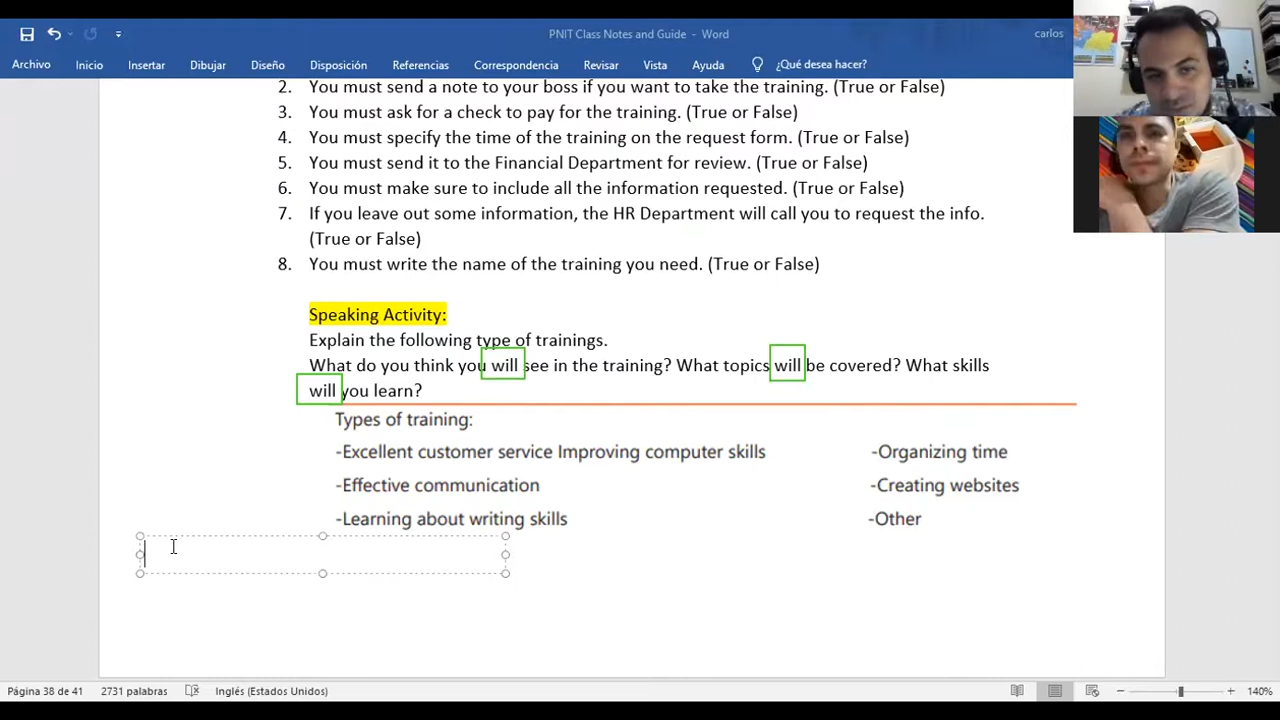 PNIT Class Notes and Guide - Word
carlos
Archivo Inicio Insertar Dibujar Diseño Disposición Referencias Correspondencia Revisar Vista Ayuda ¿Qué desea hacer?
2. You must send a note to your boss if you want to take the training. (True or False)
3. You must ask for a check to pay for the training. (True or False)
4. You must specify the time of the training on the request form. (True or False)
5. You must send it to the Financial Department for review. (True or False)
6. You must make sure to include all the information requested. (True or False)
7. If you leave out some information, the HR Department will call you to request the info.
(True or False)
8. You must write the name of the training you need. (True or False)
Speaking Activity:
Explain the following type of trainings.
What do you think you will see in the training? What topics will be covered? What skills
will you learn?
Types of training:
-Excellent customer service Improving computer skills -Organizing time
-Effective communication -Creating websites
-Learning about writing skills -Other
Página 38 de 41 2731 palabras Inglés (Estados Unidos) 140%